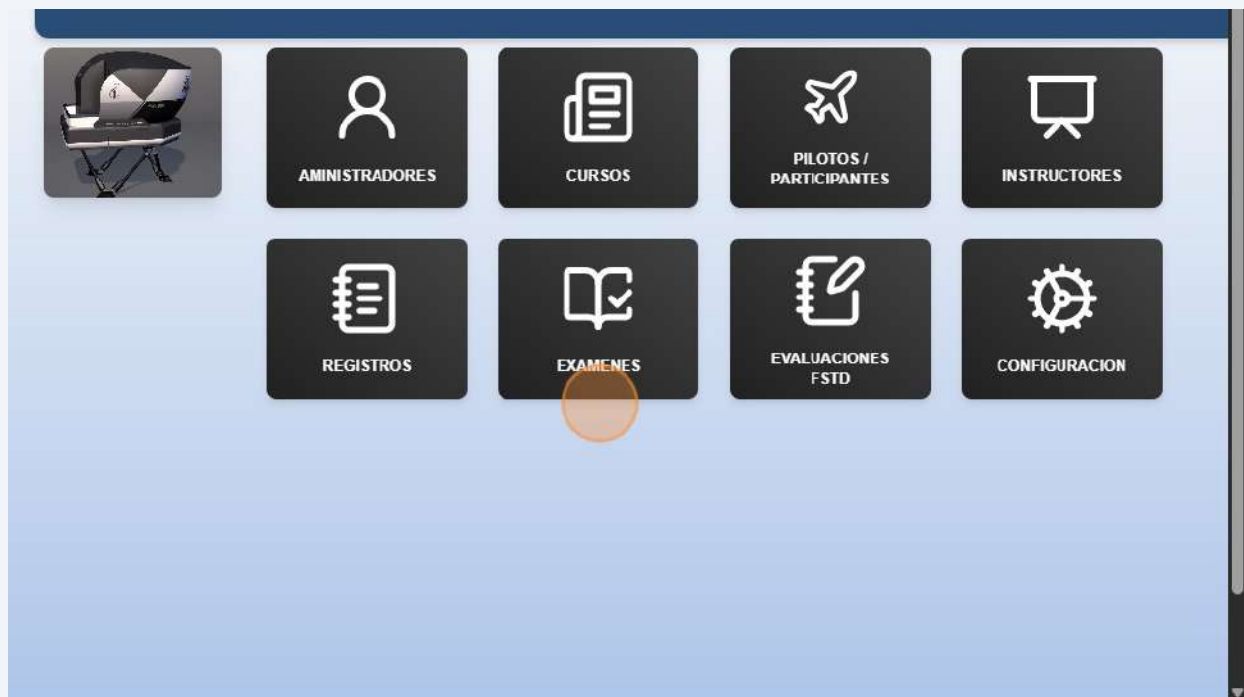 AMINISTRADORES
CURSOS
PILOTOS /
PARTICIPANTES
INSTRUCTORES
REGISTROS
EXAMENES
EVALUACIONES
FSTD
CONFIGURACION